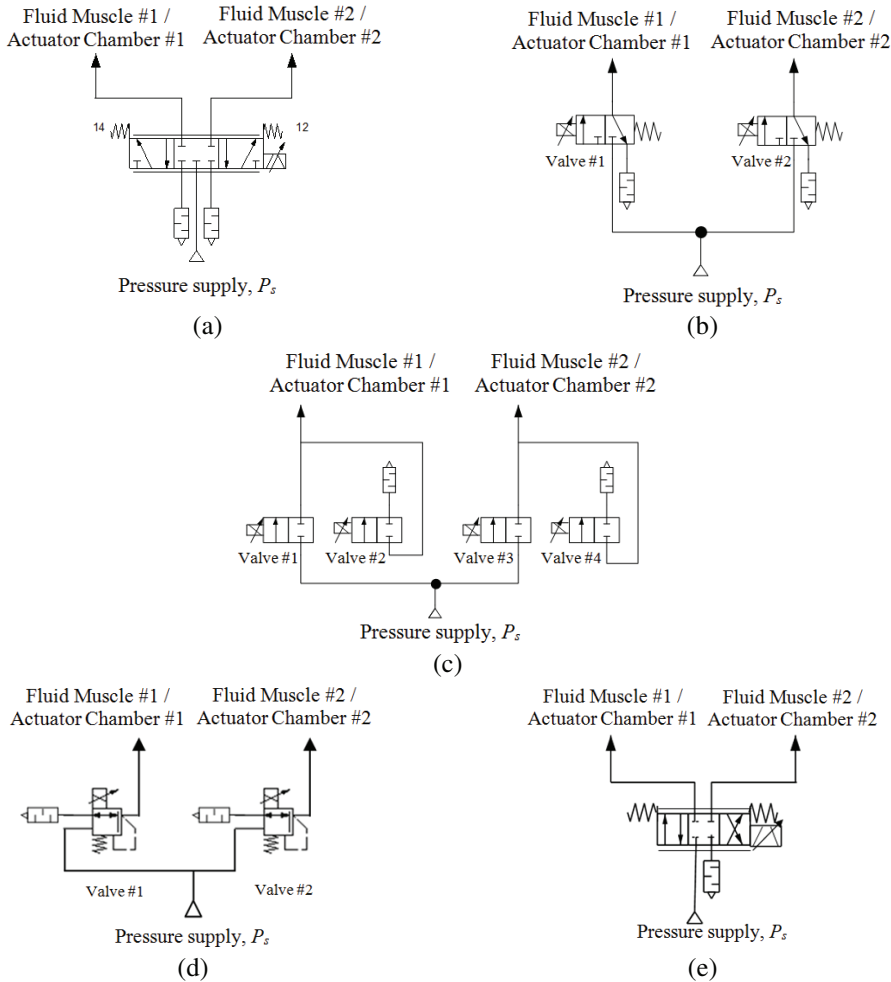 Fluid Muscle #1 /
Actuator Chamber #1
Fluid Muscle #2 /
Actuator Chamber #2
14
12
Pressure supply, Ps
(a)
Fluid Muscle #1 /
Actuator Chamber #1
Fluid Muscle #2 /
Actuator Chamber #2
Valve #1
Valve #2
Pressure supply, Ps
(b)
Fluid Muscle #1 /
Actuator Chamber #1
Fluid Muscle #2 /
Actuator Chamber #2
Valve #1
Valve #2
Valve #3
Valve #4
Pressure supply, Ps
(c)
Fluid Muscle #1 /
Actuator Chamber #1
Fluid Muscle #2 /
Actuator Chamber #2
Valve #1
Valve #2
Pressure supply, Ps
(d)
Fluid Muscle #1 /
Actuator Chamber #1
Fluid Muscle #2 /
Actuator Chamber #2
Pressure supply, Ps
(e)